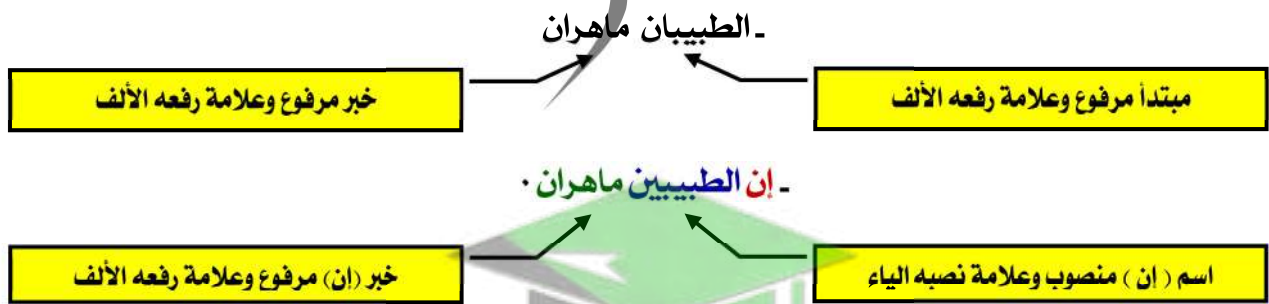 ـ الطبيبان ماهران
مبتدأ مرفوع وعلامة رفعه الألف
خبر مرفوع وعلامة رفعه الألف
ـ إن الطبيبين ماهران .
اسم ( إن ) منصوب وعلامة نصبه الياء
خبر (إن) مرفوع وعلامة رفعه الألف